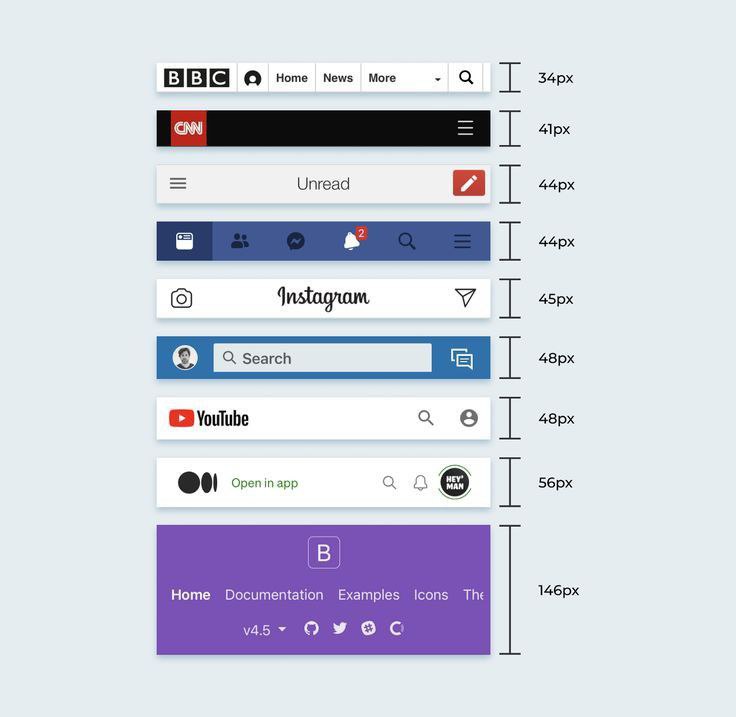 BBC Home News More 34px
CNN 41px
Unread 44px
2 44px
Instagram 45px
Search 48px
YouTube 48px
Open in app HEY MAN 56px
B
Home Documentation Examples Icons The 146px
v4.5